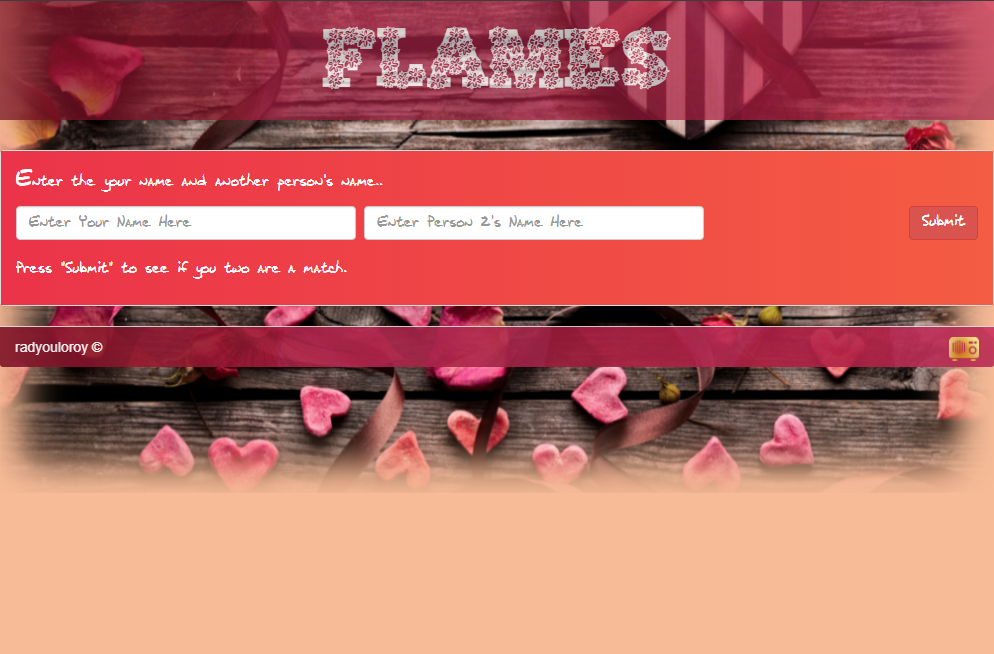 FLAMES
Enter the your name and another person's name..
Enter Your Name Here
Enter Person 2's Name Here
Submit
Press "Submit" to see if you two are a match.
radyouloroy ©